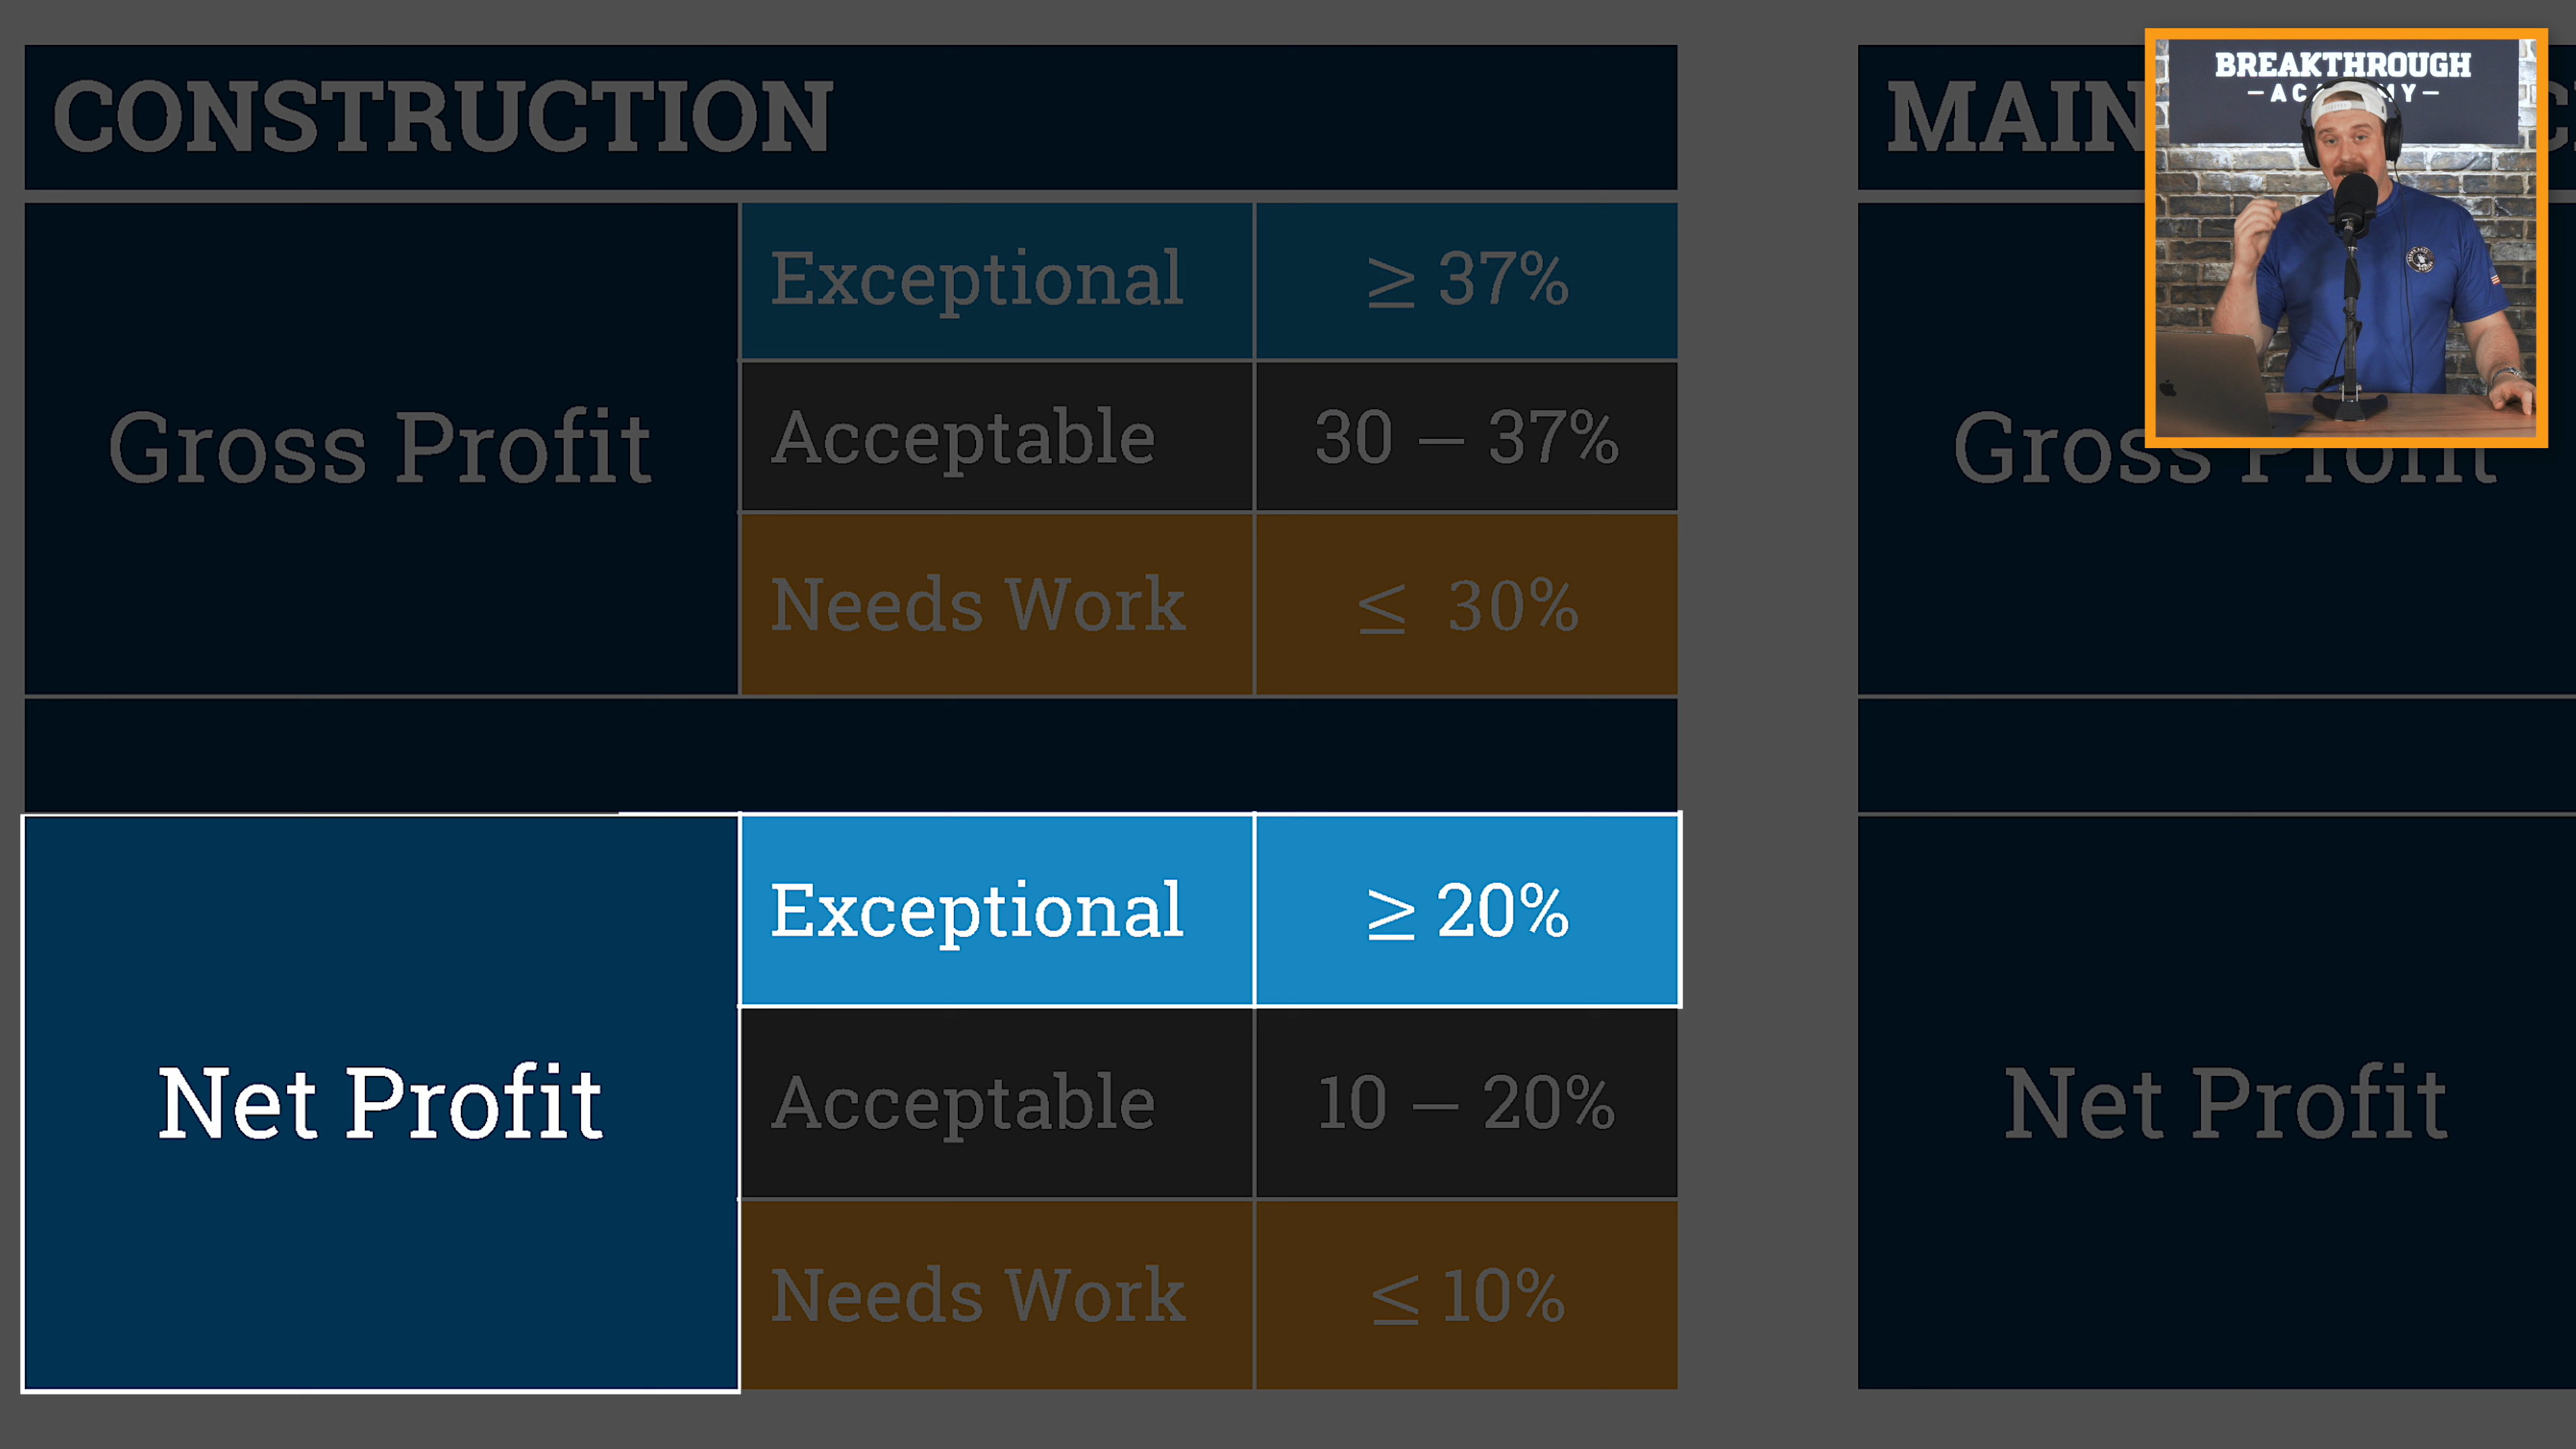 CONSTRUCTION
Gross Profit
Exceptional
≥ 37%
Acceptable
30 – 37%
Needs Work
≤ 30%
Net Profit
Exceptional
≥ 20%
Acceptable
10 – 20%
Needs Work
≤ 10%
MAIN
Gross Profit
Net Profit
BREAKTHROUGH